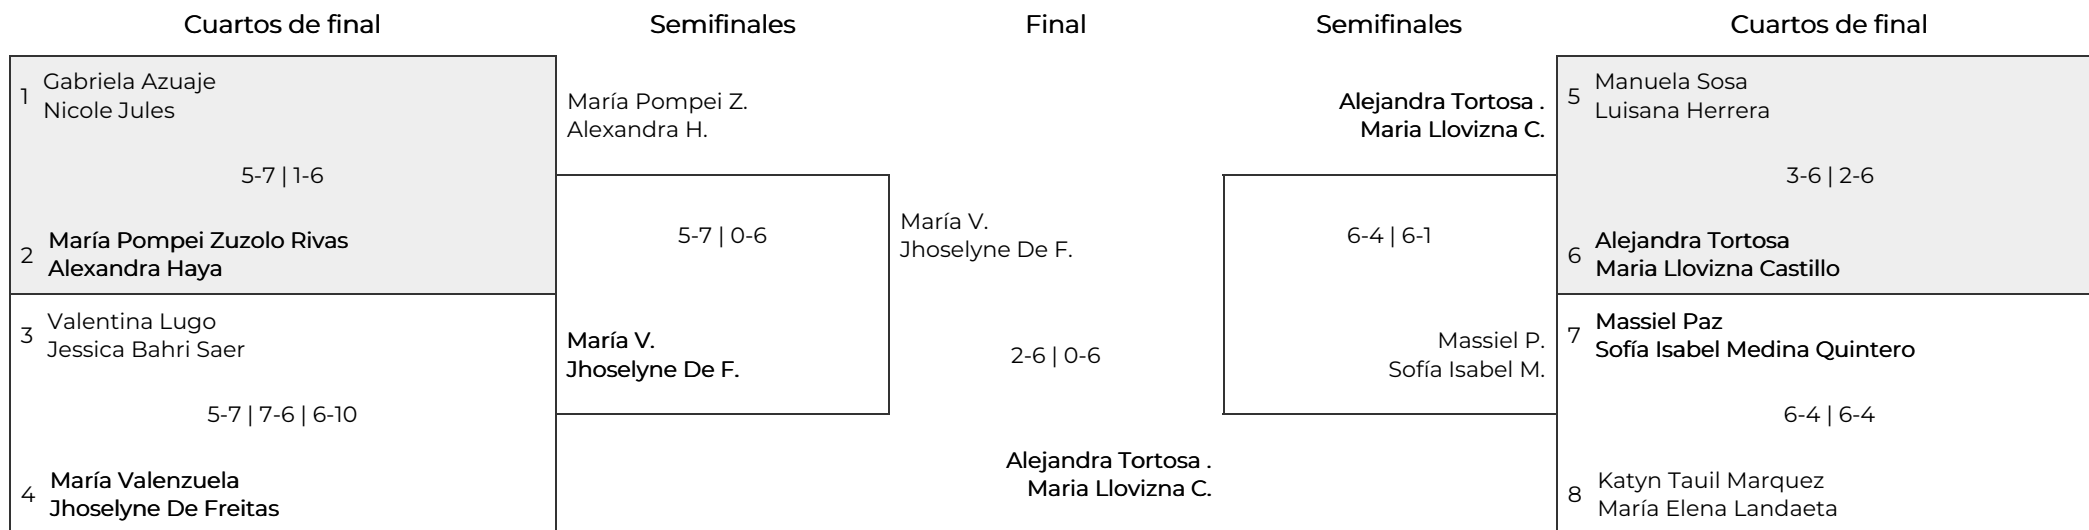 Cuartos de final
Semifinales
Final
Semifinales
Cuartos de final
1
Gabriela Azuaje
Nicole Jules
5-7 | 1-6
2
María Pompei Zuzolo Rivas
Alexandra Haya
3
Valentina Lugo
Jessica Bahri Saer
5-7 | 7-6 | 6-10
4
María Valenzuela
Jhoselyne De Freitas
María Pompei Z.
Alexandra H.
5-7 | 0-6
María V.
Jhoselyne De F.
María V.
Jhoselyne De F.
2-6 | 0-6
Alejandra Tortosa .
Maria Llovizna C.
Alejandra Tortosa .
Maria Llovizna C.
6-4 | 6-1
Massiel P.
Sofía Isabel M.
5
Manuela Sosa
Luisana Herrera
3-6 | 2-6
6
Alejandra Tortosa
Maria Llovizna Castillo
7
Massiel Paz
Sofía Isabel Medina Quintero
6-4 | 6-4
8
Katyn Tauil Marquez
María Elena Landaeta